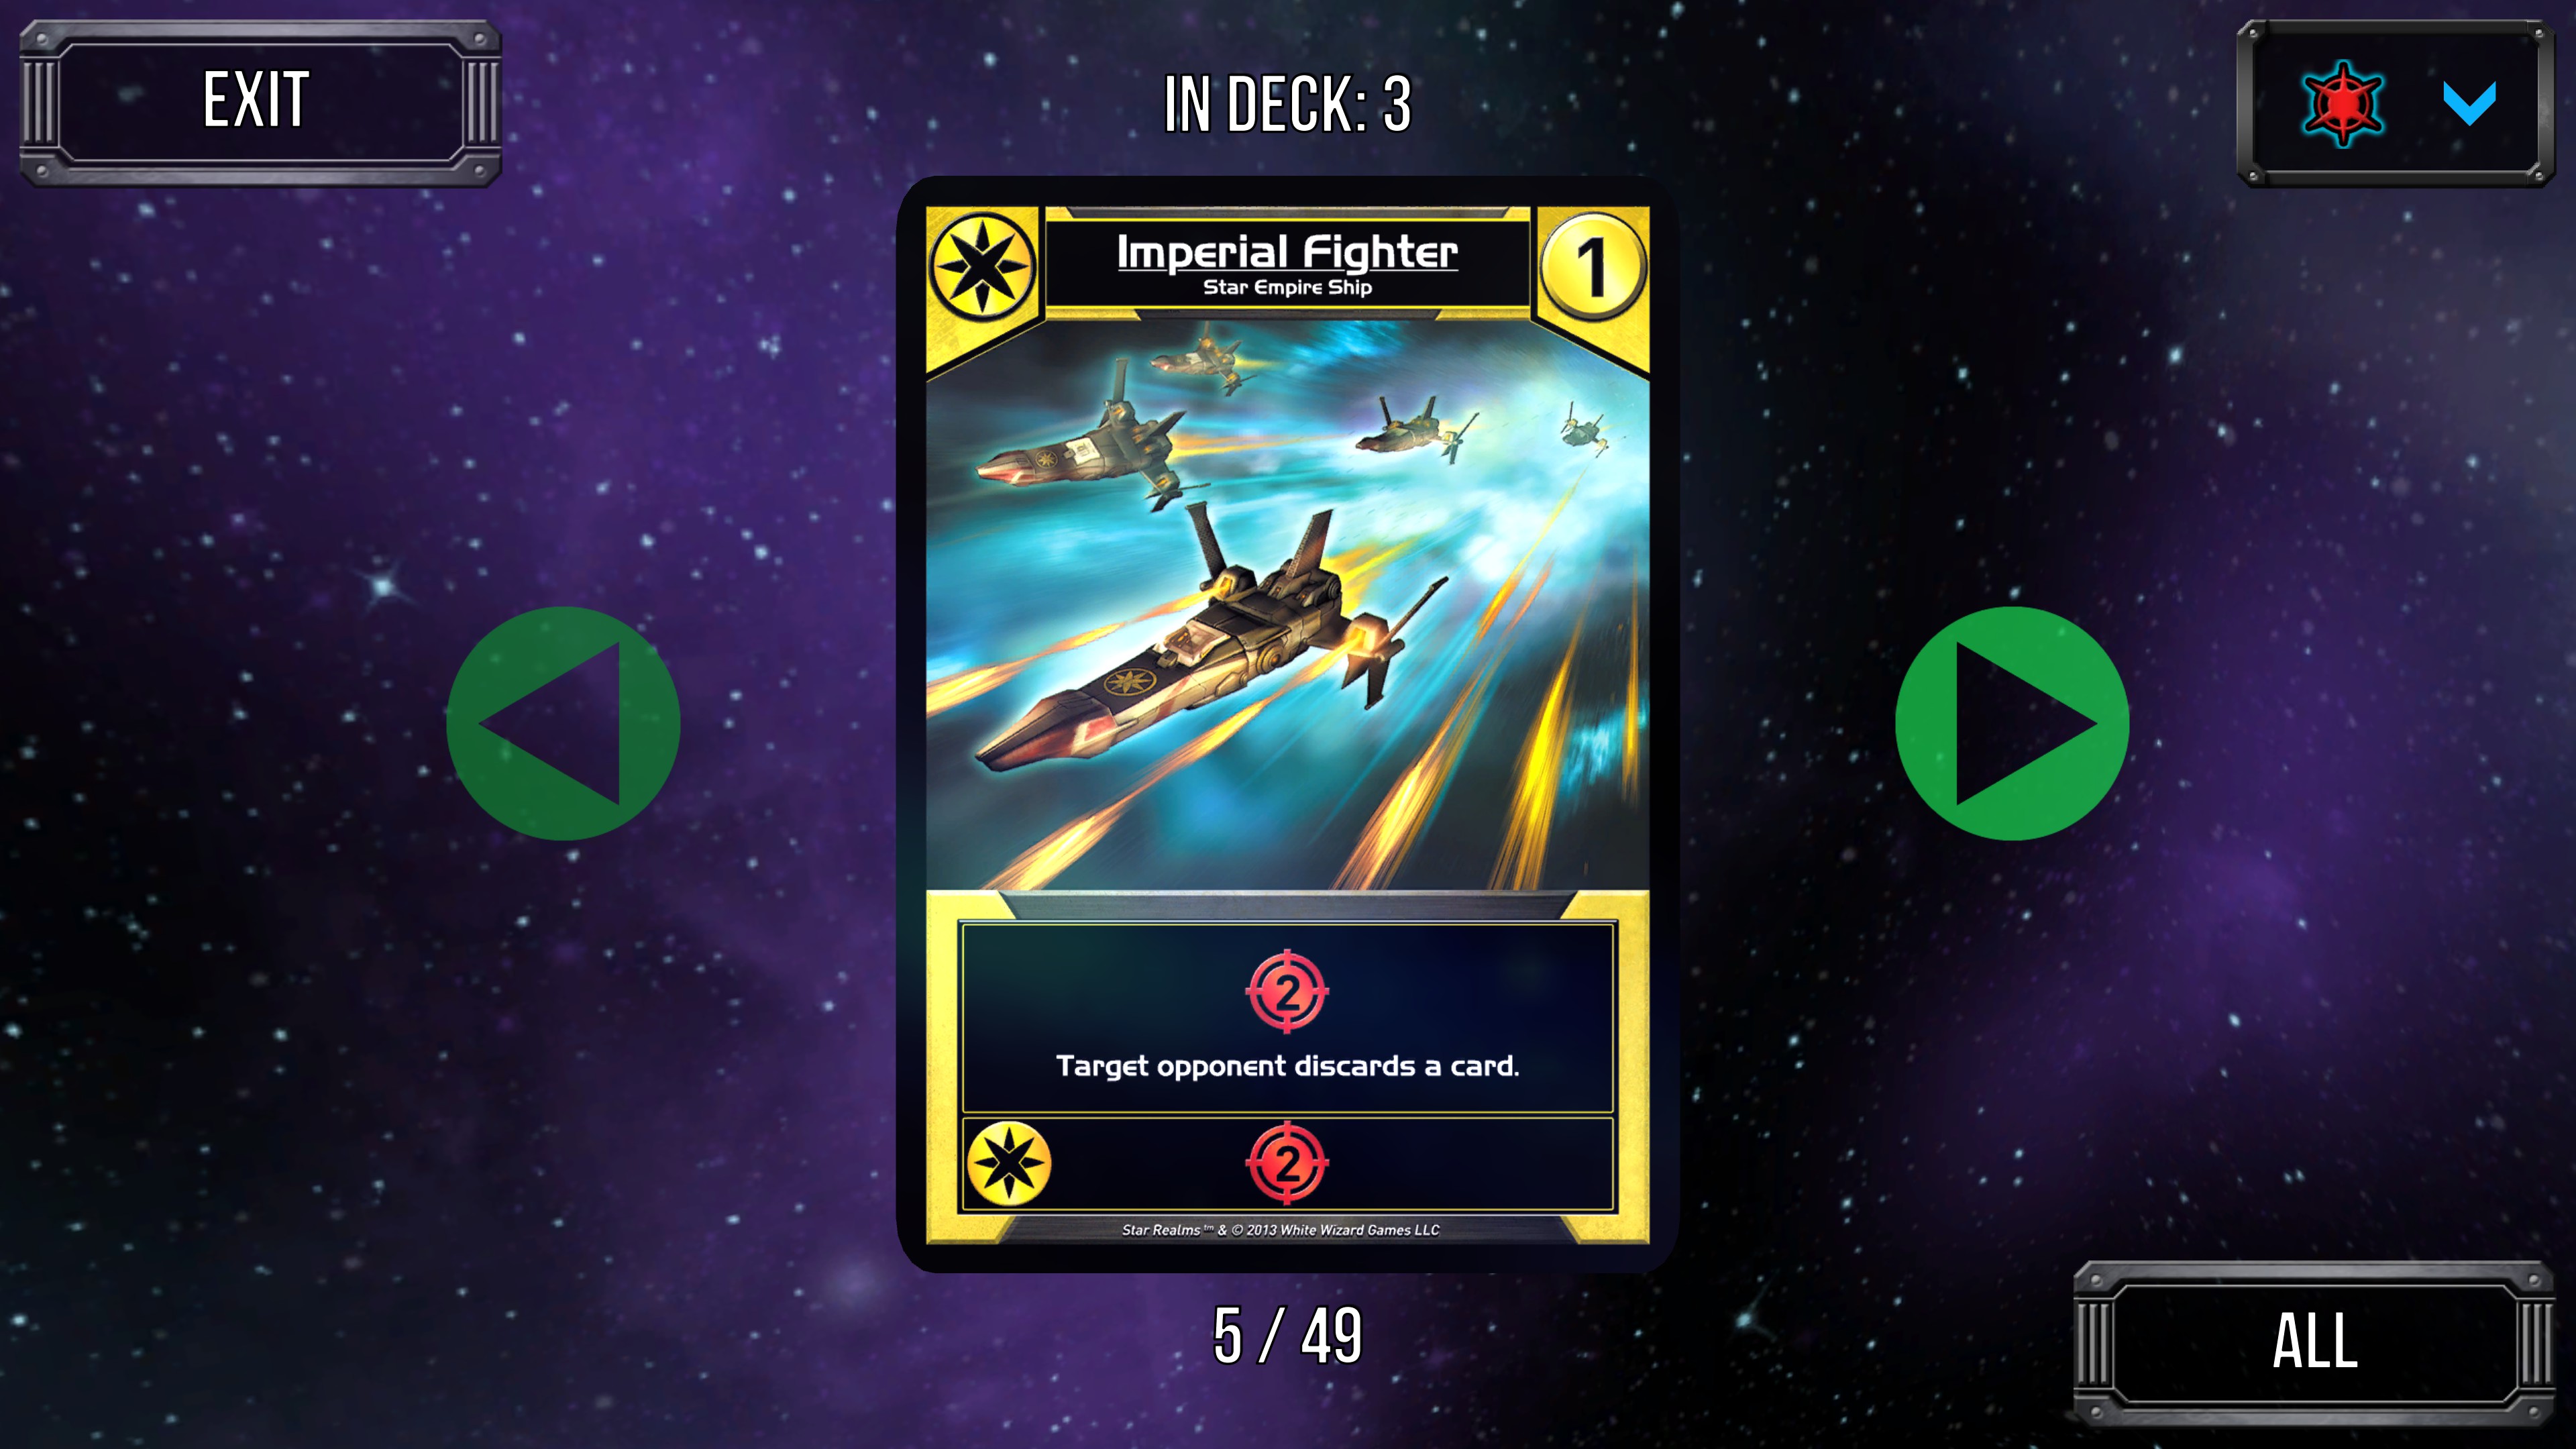 EXIT
IN DECK: 3
Imperial Fighter
Star Empire Ship
1
2
Target opponent discards a card.
2
Star Realms™ & © 2013 White Wizard Games LLC
5 / 49
ALL